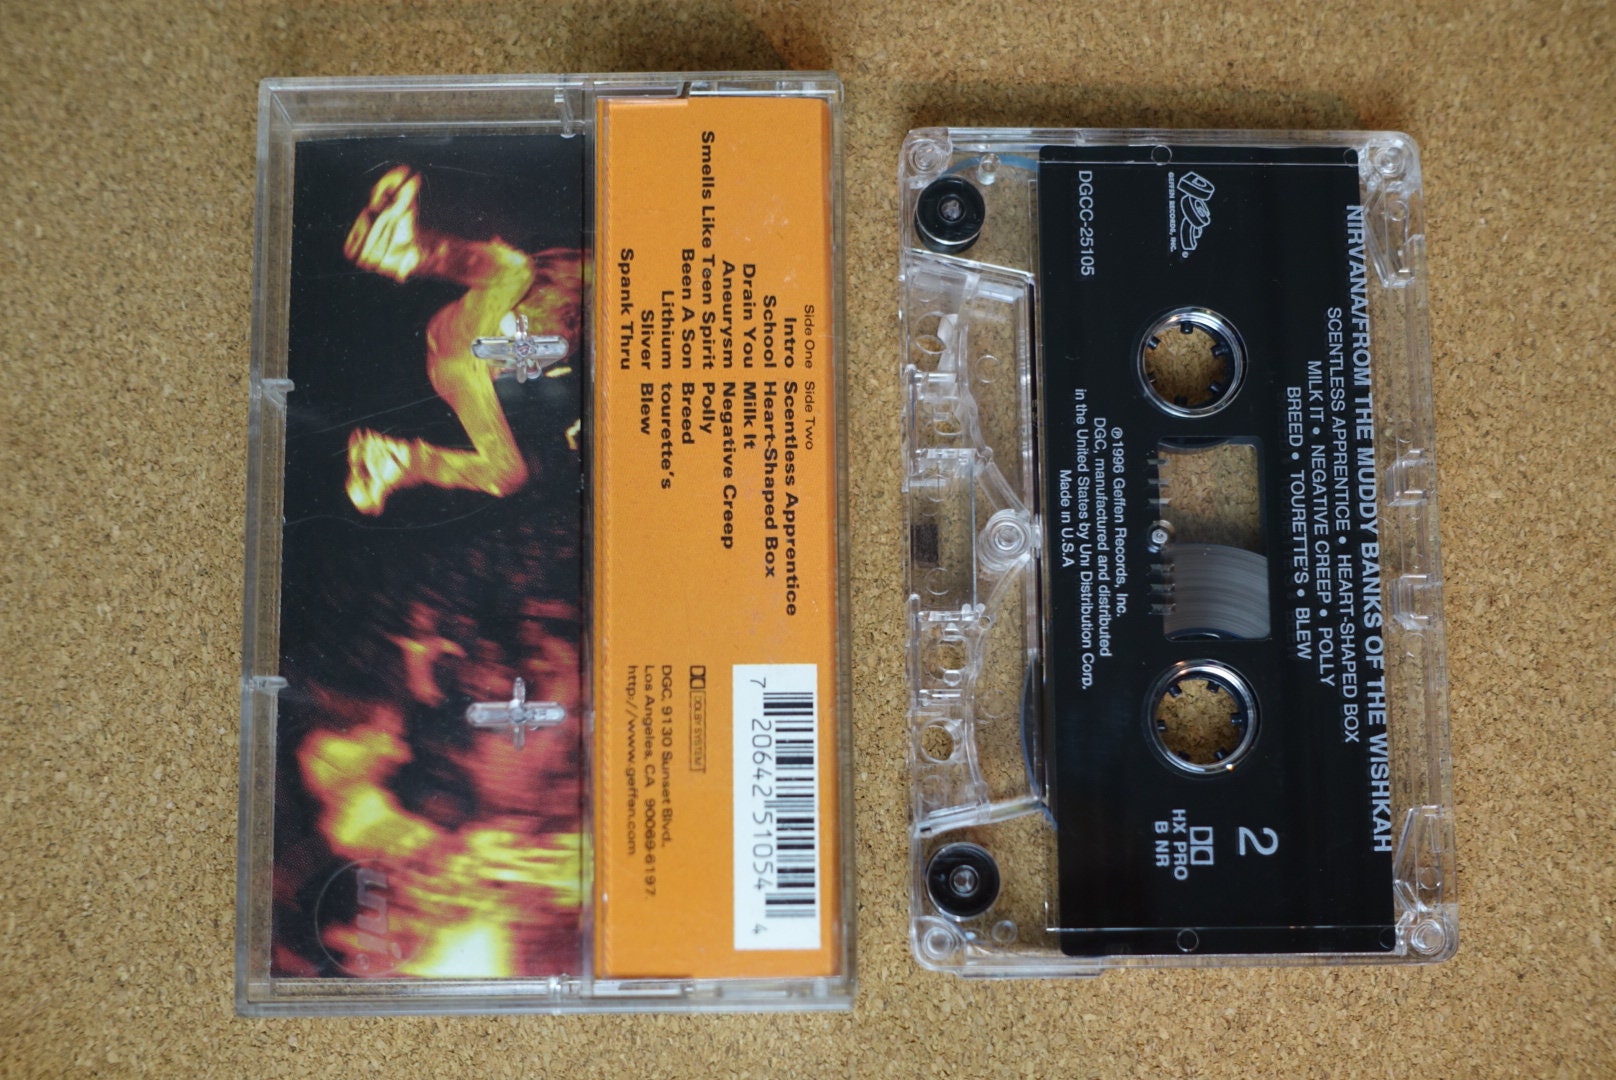 Side One
Intro
School
Drain You
Aneurysm
Smells Like Teen Spirit
Been A Son
Lithium
Sliver
Spank Thru
Side Two
Scentless Apprentice
Heart-Shaped Box
Milk It
Negative Creep
Polly
Breed
tourette's
Blew
7 20642 51054 4
DOLBY SYSTEM
DGC, 9130 Sunset Blvd.,
Los Angeles, CA 90069-6197.
http://www.geffen.com
uni
NIRVANA/FROM THE MUDDY BANKS OF THE WISHKAH
SCENTLESS APPRENTICE • HEART-SHAPED BOX
MILK IT • NEGATIVE CREEP • POLLY
BREED • TOURETTE'S • BLEW
DGC
GEFFEN RECORDS, INC.
DGCC-25105
2
HX PRO
B NR
℗1996 Geffen Records, Inc.
DGC, manufactured and distributed
in the United States by Uni Distribution Corp.
Made in U.S.A